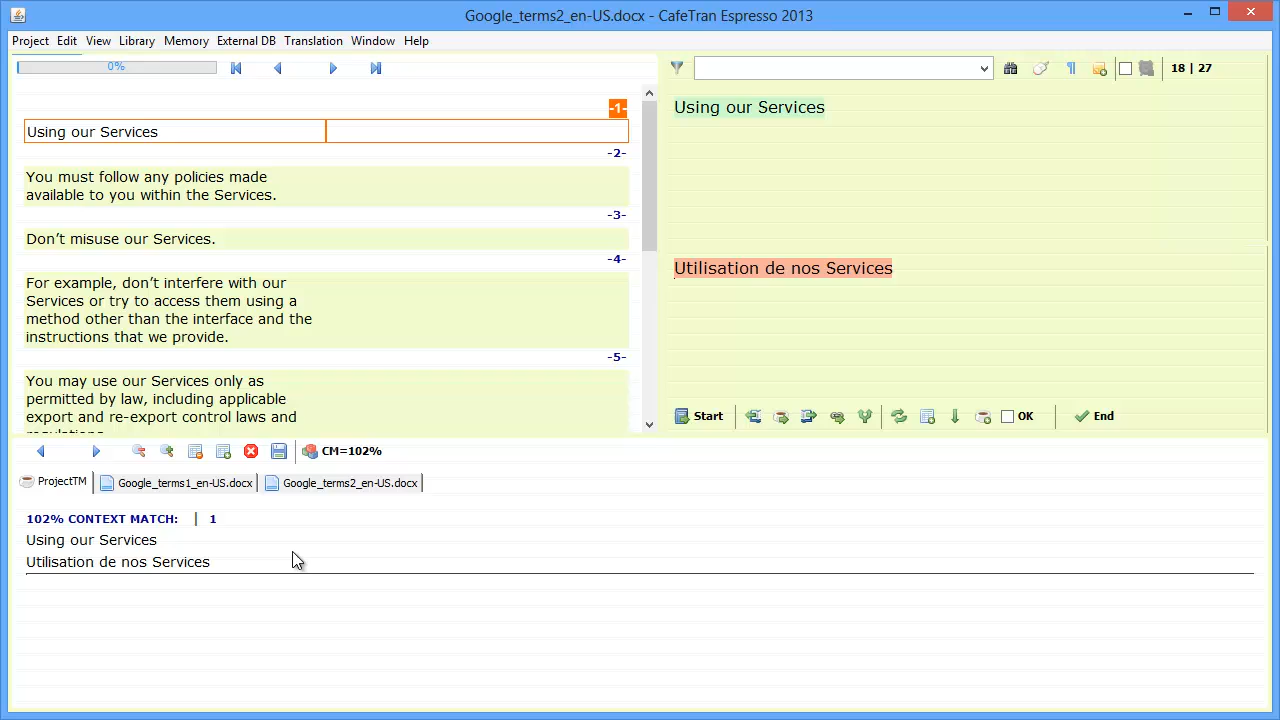 Google_terms2_en-US.docx - CafeTran Espresso 2013
Project Edit View Library Memory External DB Translation Window Help
0%
18 | 27
-1-
Using our Services
-2-
You must follow any policies made
available to you within the Services.
-3-
Don’t misuse our Services.
-4-
For example, don’t interfere with our
Services or try to access them using a
method other than the interface and the
instructions that we provide.
-5-
You may use our Services only as
permitted by law, including applicable
export and re-export control laws and
regulations.
Using our Services
Utilisation de nos Services
Start OK End
CM=102%
ProjectTM Google_terms1_en-US.docx Google_terms2_en-US.docx
102% CONTEXT MATCH: | 1
Using our Services
Utilisation de nos Services